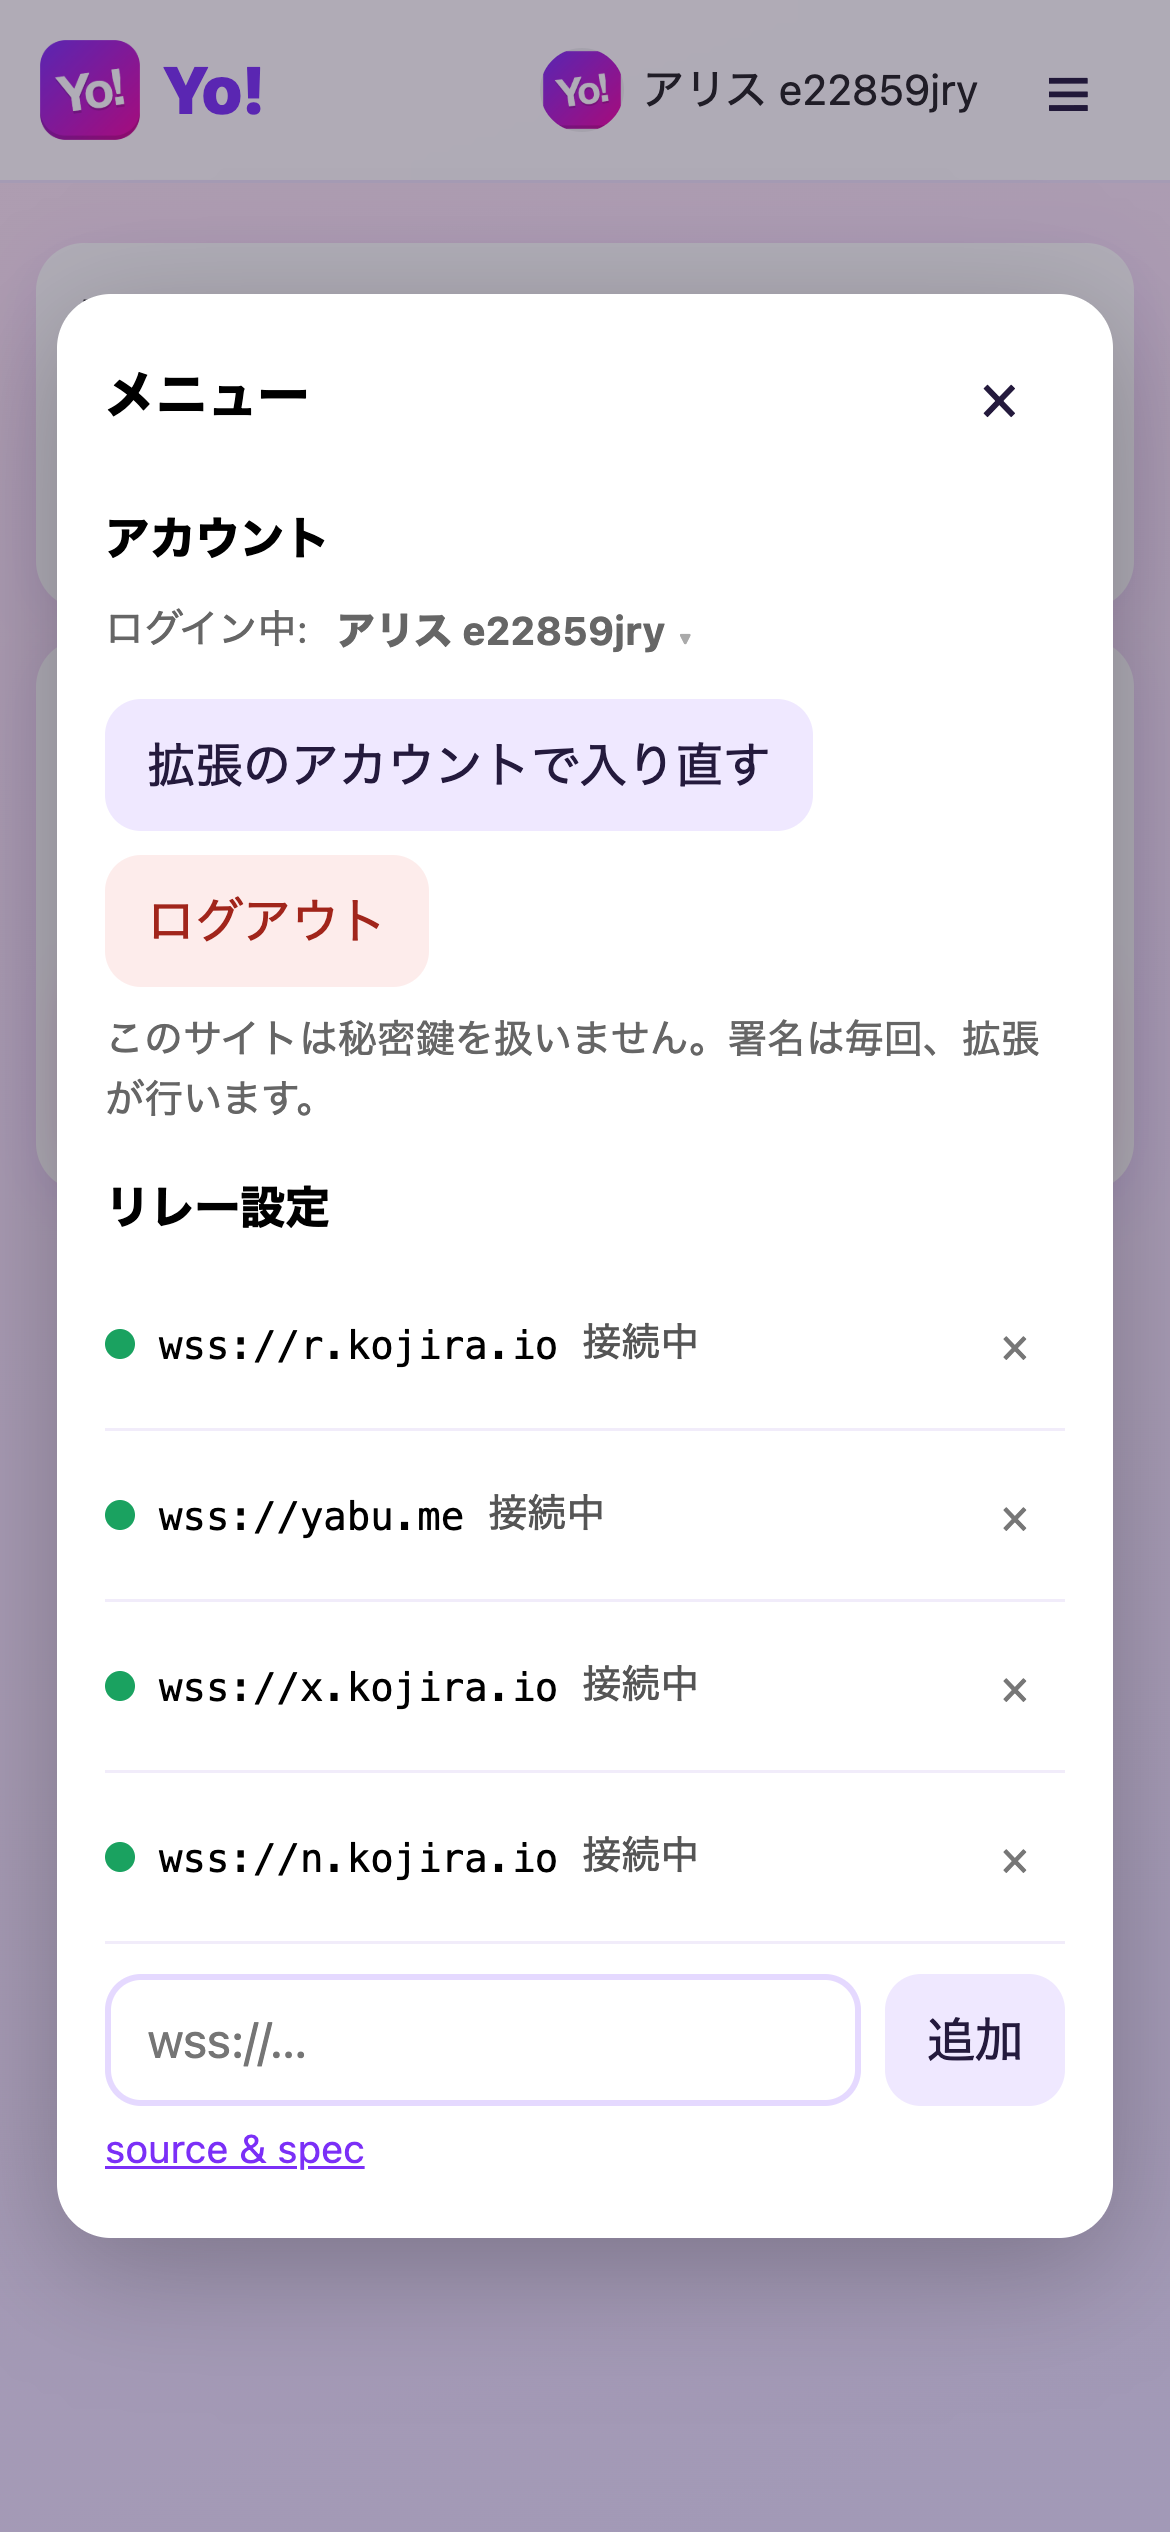 Yo! Yo! Yo! アリス e22859jry ≡
メニュー ×
アカウント
ログイン中: アリス e22859jry ▾
拡張のアカウントで入り直す
ログアウト
このサイトは秘密鍵を扱いません。署名は毎回、拡張
が行います。
リレー設定
wss://r.kojira.io 接続中 ×
wss://yabu.me 接続中 ×
wss://x.kojira.io 接続中 ×
wss://n.kojira.io 接続中 ×
wss://... 追加
source & spec